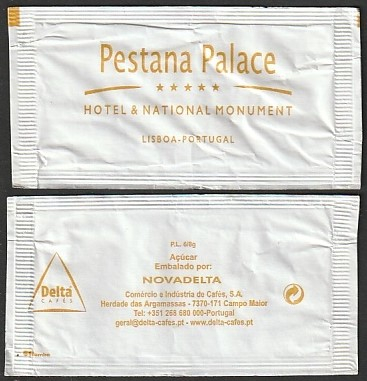 Pestana Palace
★★★★★
HOTEL & NATIONAL MONUMENT
LISBOA-PORTUGAL
P.L. 6/8g
Açúcar
Embalado por:
NOVADELTA
Comércio e Indústria de Cafés, S.A.
Herdade das Argamassas - 7370-171 Campo Maior
Tel: +351 268 680 000-Portugal
geral@delta-cafes.pt - www.delta-cafes.pt
Delta
CAFÉS